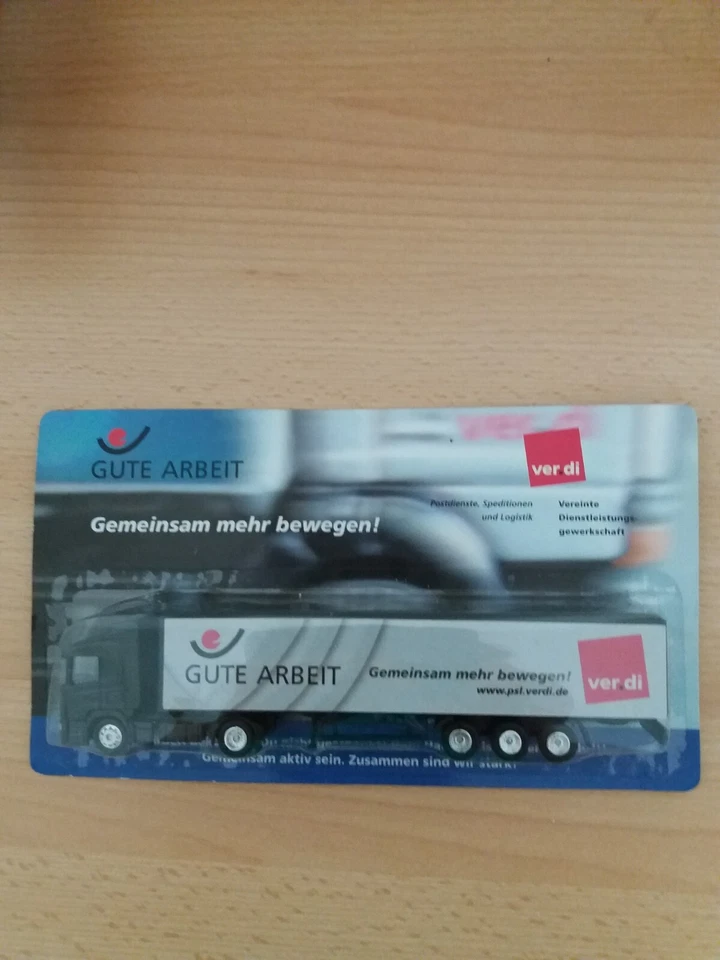 GUTE ARBEIT
ver.di
Gemeinsam mehr bewegen!
Postdienste, Speditionen
und Logistik
Vereinte
Dienstleistungs-
gewerkschaft
GUTE ARBEIT
Gemeinsam mehr bewegen!
www.psl.verdi.de
ver.di
Gemeinsam aktiv sein. Zusammen sind wir stark!